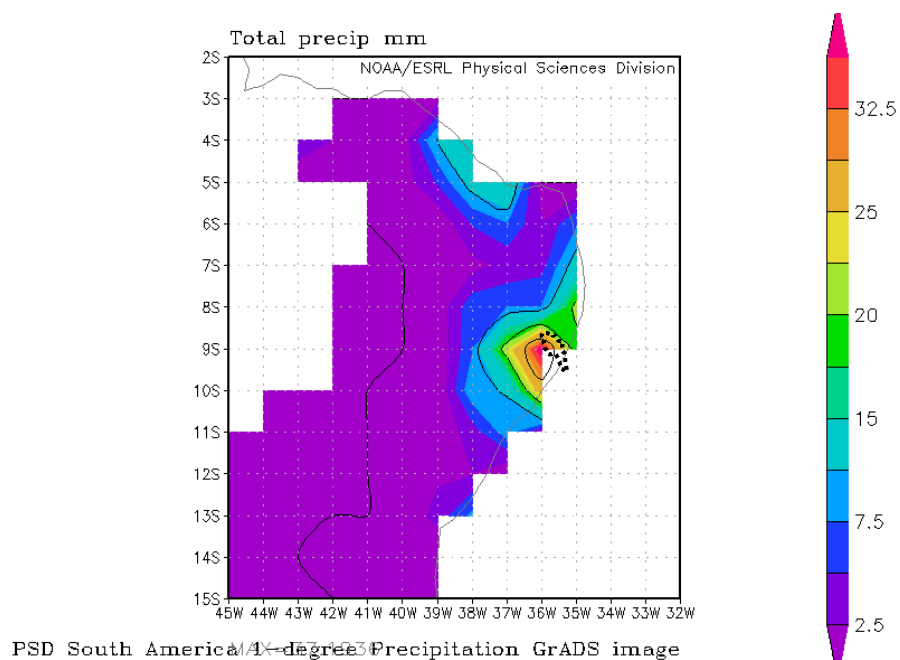 Total precip mm
NOAA/ESRL Physical Sciences Division
2S
3S
4S
5S
6S
7S
8S
9S
10S
11S
12S
13S
14S
15S
45W 44W 43W 42W 41W 40W 39W 38W 37W 36W 35W 34W 33W 32W
32.5
25
20
15
7.5
2.5
PSD South America 1-degree Precipitation GrADS image